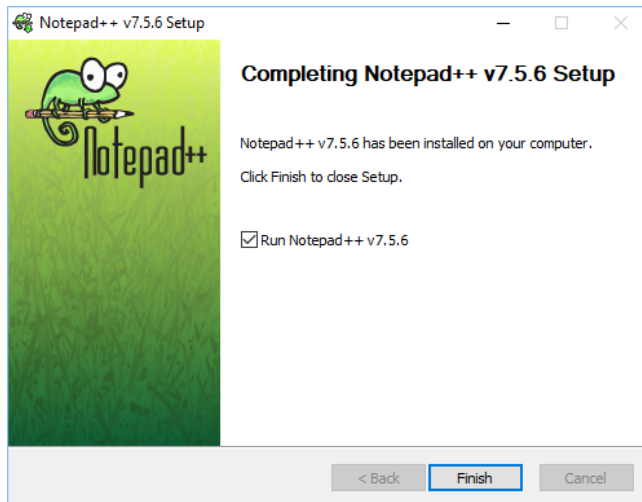 Notepad++ v7.5.6 Setup
Notepad++
Completing Notepad++ v7.5.6 Setup
Notepad++ v7.5.6 has been installed on your computer.
Click Finish to close Setup.
Run Notepad++ v7.5.6
< Back Finish Cancel